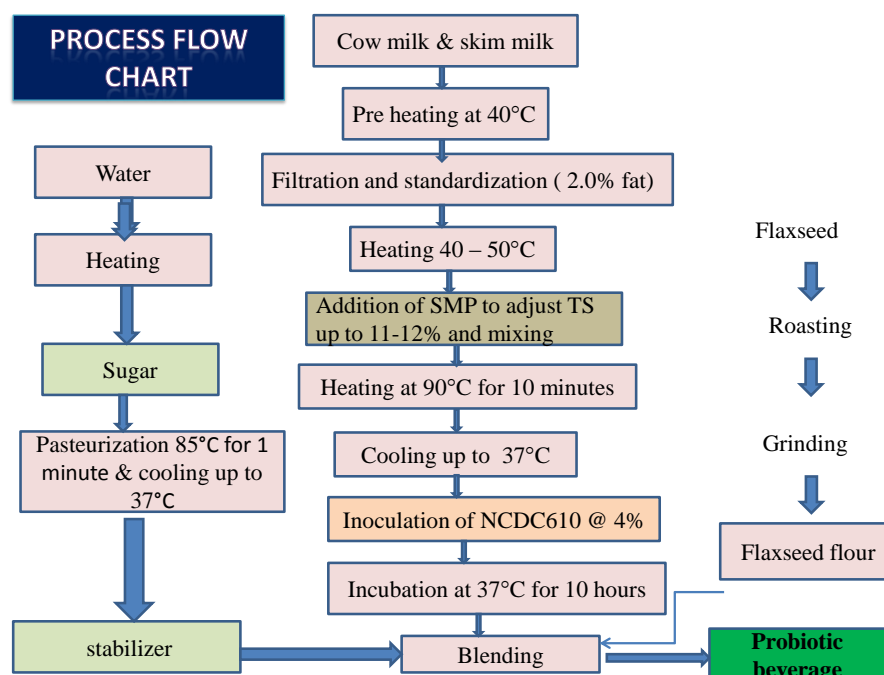 PROCESS FLOW
CHART
Cow milk & skim milk
Pre heating at 40°C
Filtration and standardization ( 2.0% fat)
Heating 40 – 50°C
Addition of SMP to adjust TS
up to 11-12% and mixing
Heating at 90°C for 10 minutes
Cooling up to 37°C
Inoculation of NCDC610 @ 4%
Incubation at 37°C for 10 hours
Blending
Water
Heating
Sugar
Pasteurization 85°C for 1
minute & cooling up to
37°C
stabilizer
Flaxseed
Roasting
Grinding
Flaxseed flour
Probiotic
beverage